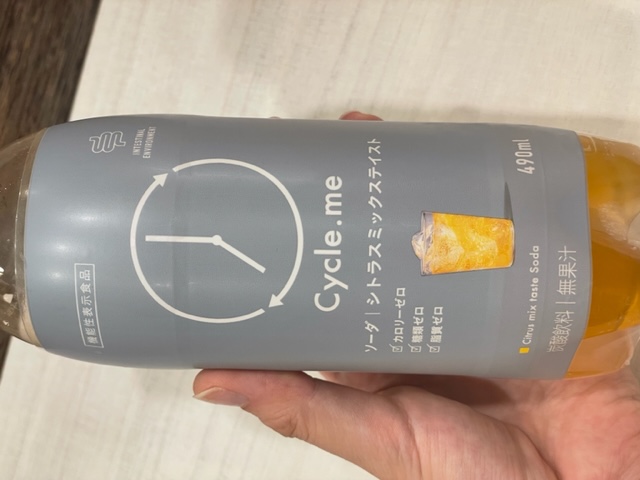 INTESTINAL
ENVIRONMENT
機能性表示食品
Cycle.me
ソーダ|シトラスミックステイスト
カロリーゼロ
糖類ゼロ
脂質ゼロ
490ml
Citrus mix taste Soda
炭酸飲料|無果汁